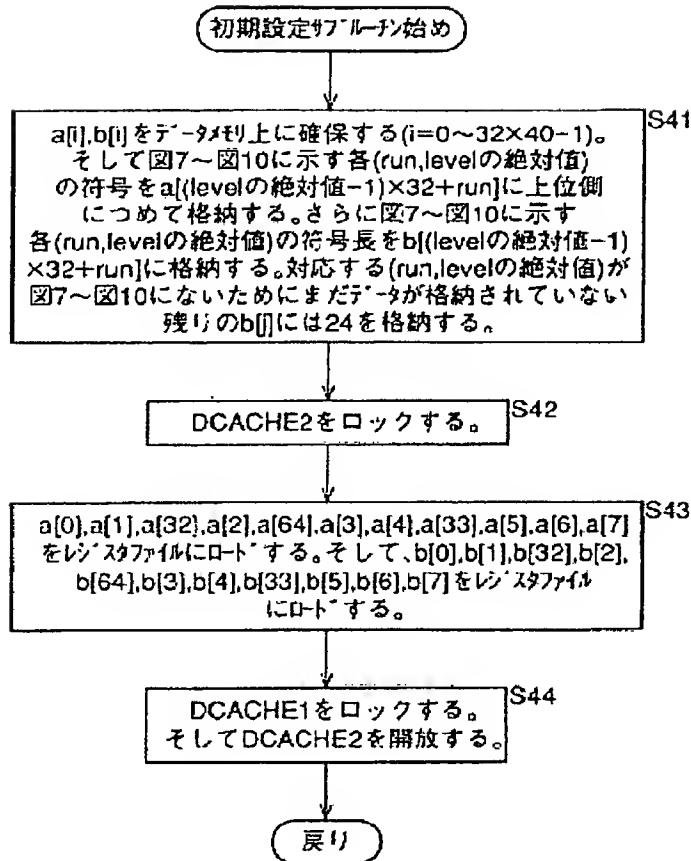 初期設定ｻﾌﾞﾙｰﾁﾝ始め
S41
a[i],b[i]をﾃﾞｰﾀﾒﾓﾘ上に確保する(i=0～32×40-1)。
そして図7～図10に示す各(run,levelの絶対値)
の符号をa[(levelの絶対値-1)×32+run]に上位側
につめて格納する。さらに図7～図10に示す
各(run,levelの絶対値)の符号長をb[(levelの絶対値-1)
×32+run]に格納する。対応する(run,levelの絶対値)が
図7～図10にないためにまだﾃﾞｰﾀが格納されていない
残りのb[j]には24を格納する。
S42
DCACHE2をロックする。
S43
a[0],a[1],a[32],a[2],a[64],a[3],a[4],a[33],a[5],a[6],a[7]
をﾚｼﾞｽﾀﾌｧｲﾙにﾛｰﾄﾞする。そして、b[0],b[1],b[32],b[2],
b[64],b[3],b[4],b[33],b[5],b[6],b[7]をﾚｼﾞｽﾀﾌｧｲﾙ
にﾛｰﾄﾞする。
S44
DCACHE1をロックする。
そしてDCACHE2を開放する。
戻り